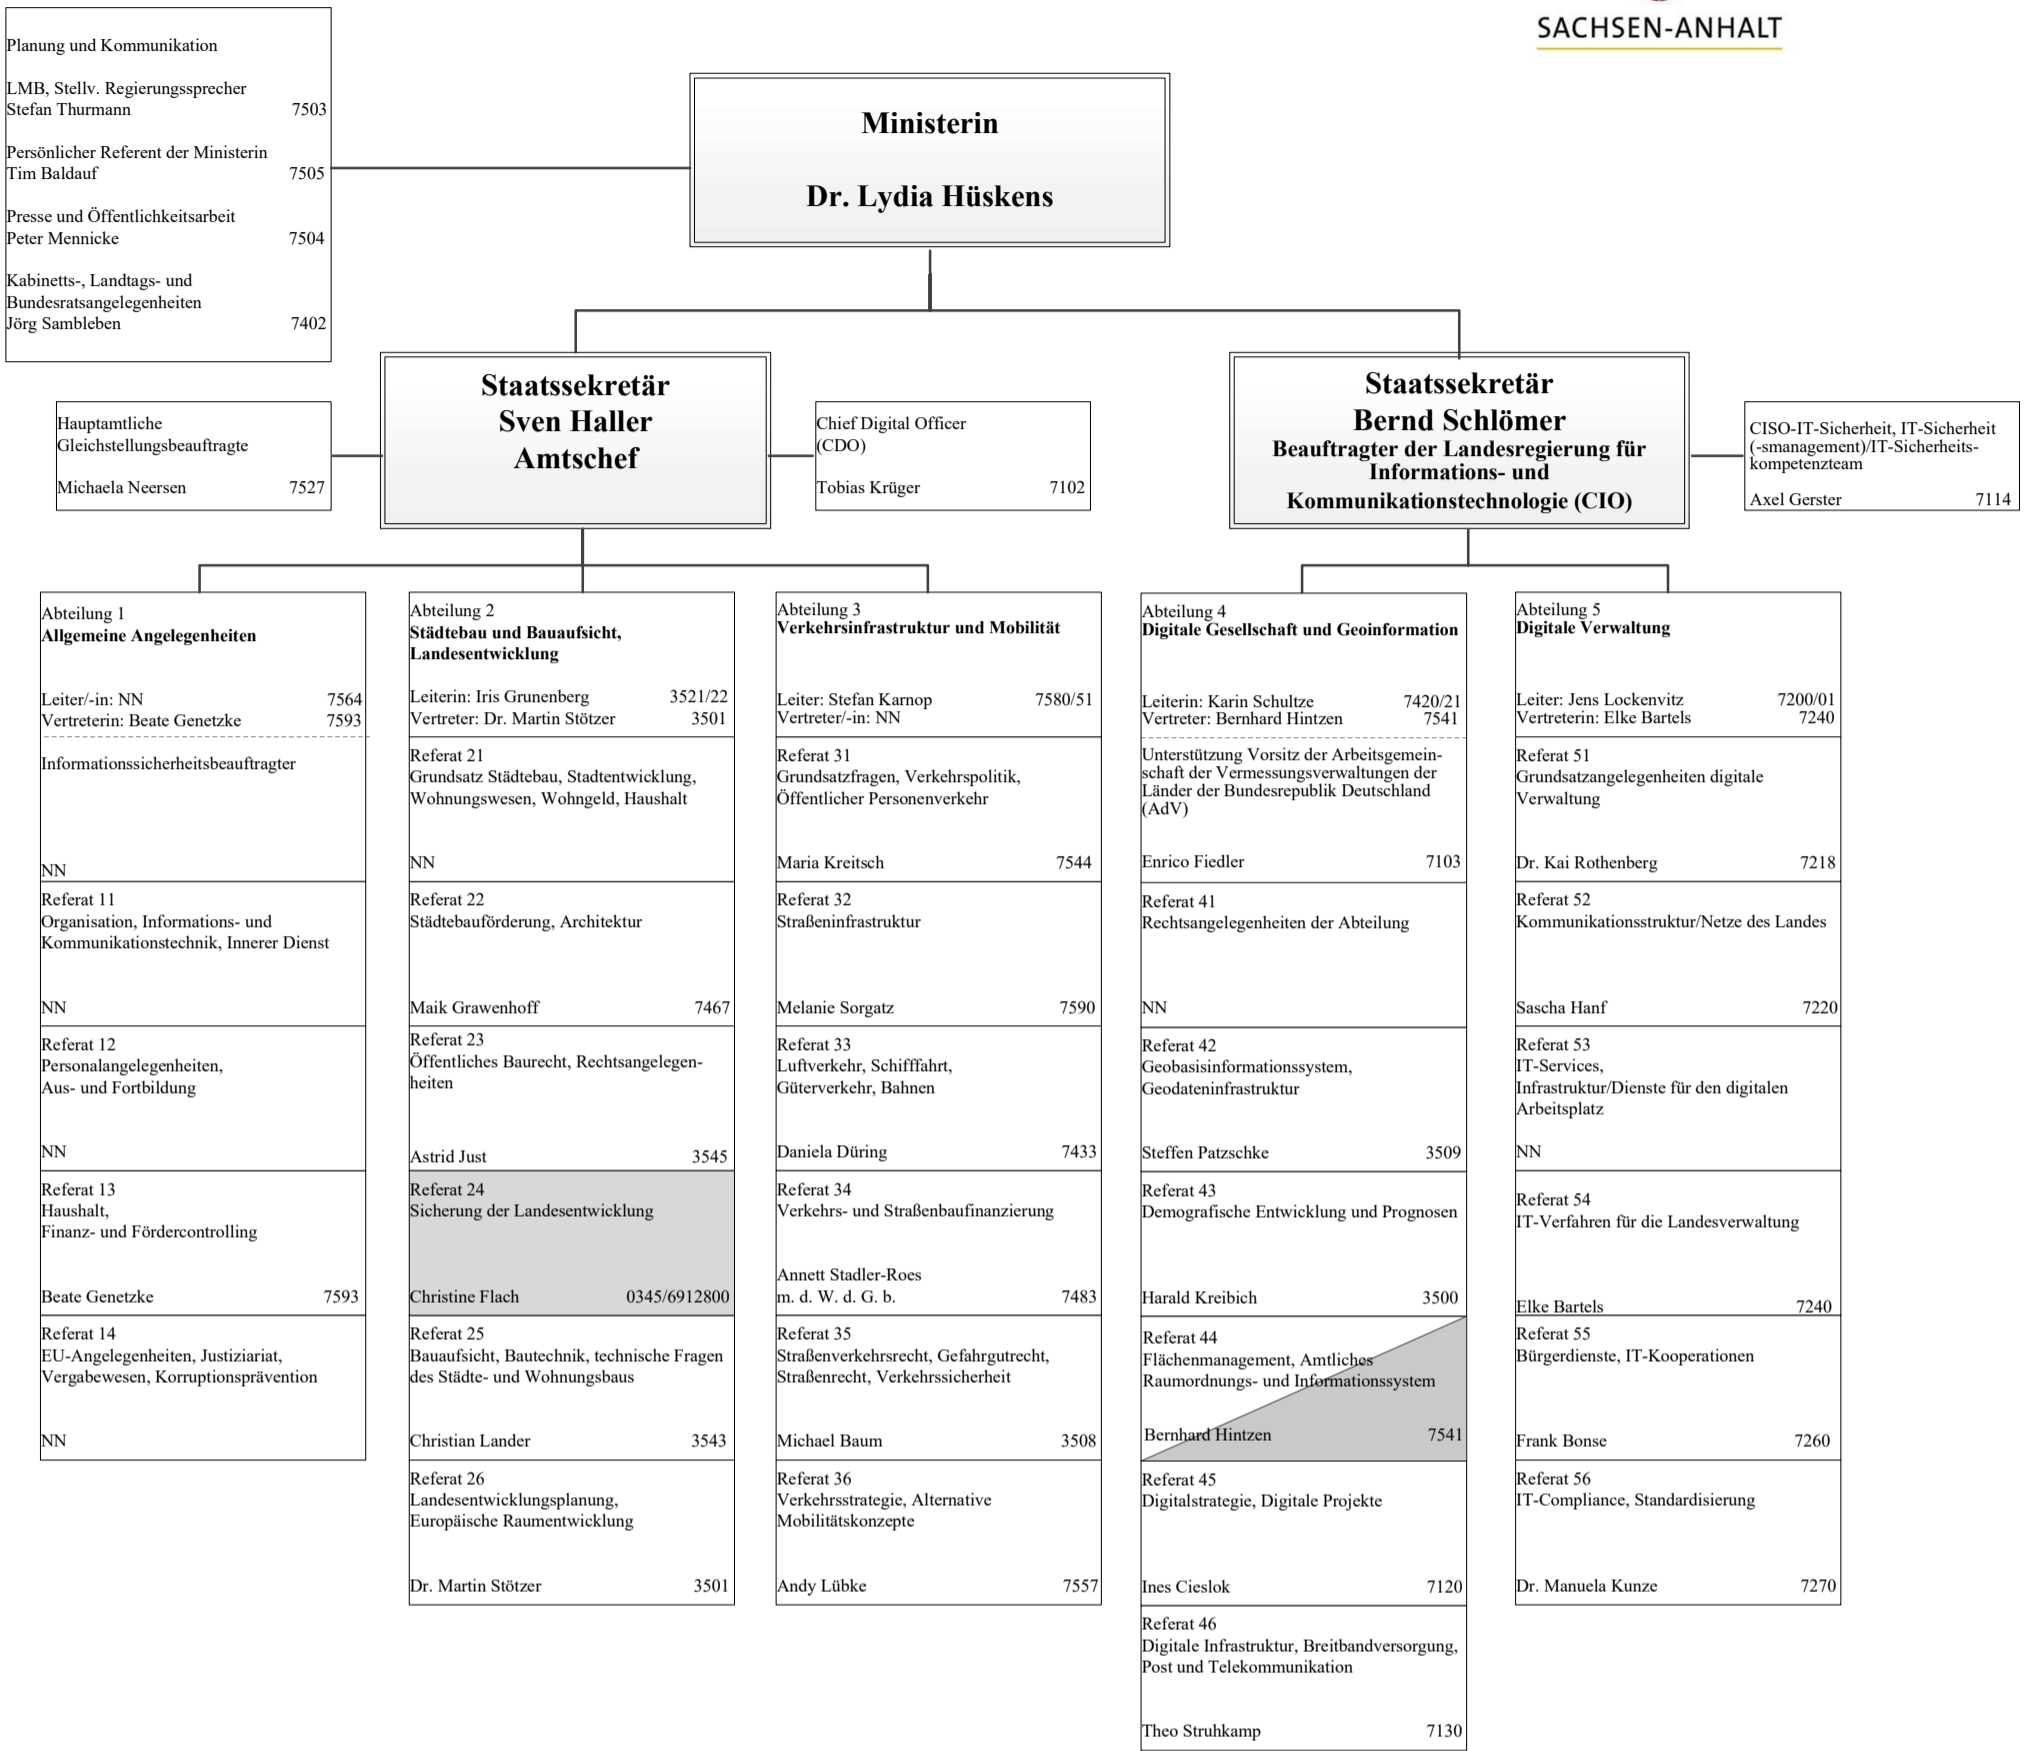 SACHSEN-ANHALT
Planung und Kommunikation
LMB, Stellv. Regierungssprecher
Stefan Thurmann 7503
Persönlicher Referent der Ministerin
Tim Baldauf 7505
Presse und Öffentlichkeitsarbeit
Peter Mennicke 7504
Kabinetts-, Landtags- und
Bundesratsangelegenheiten
Jörg Sambleben 7402
Ministerin
Dr. Lydia Hüskens
Hauptamtliche
Gleichstellungsbeauftragte
Michaela Neersen 7527
Staatssekretär
Sven Haller
Amtschef
Chief Digital Officer
(CDO)
Tobias Krüger 7102
Staatssekretär
Bernd Schlömer
Beauftragter der Landesregierung für
Informations- und
Kommunikationstechnologie (CIO)
CISO-IT-Sicherheit, IT-Sicherheit
(-smanagement)/IT-Sicherheits-
kompetenzteam
Axel Gerster 7114
Abteilung 1
Allgemeine Angelegenheiten
Leiter/-in: NN 7564
Vertreterin: Beate Genetzke 7593
Informationssicherheitsbeauftragter
NN
Referat 11
Organisation, Informations- und
Kommunikationstechnik, Innerer Dienst
NN
Referat 12
Personalangelegenheiten,
Aus- und Fortbildung
NN
Referat 13
Haushalt,
Finanz- und Fördercontrolling
Beate Genetzke 7593
Referat 14
EU-Angelegenheiten, Justiziariat,
Vergabewesen, Korruptionsprävention
NN
Abteilung 2
Städtebau und Bauaufsicht,
Landesentwicklung
Leiterin: Iris Grunenberg 3521/22
Vertreter: Dr. Martin Stötzer 3501
Referat 21
Grundsatz Städtebau, Stadtentwicklung,
Wohnungswesen, Wohngeld, Haushalt
NN
Referat 22
Städtebauförderung, Architektur
Maik Grawenhoff 7467
Referat 23
Öffentliches Baurecht, Rechtsangelegen-
heiten
Astrid Just 3545
Referat 24
Sicherung der Landesentwicklung
Christine Flach 0345/6912800
Referat 25
Bauaufsicht, Bautechnik, technische Fragen
des Städte- und Wohnungsbaus
Christian Lander 3543
Referat 26
Landesentwicklungsplanung,
Europäische Raumentwicklung
Dr. Martin Stötzer 3501
Abteilung 3
Verkehrsinfrastruktur und Mobilität
Leiter: Stefan Karnop 7580/51
Vertreter/-in: NN
Referat 31
Grundsatzfragen, Verkehrspolitik,
Öffentlicher Personenverkehr
Maria Kreitsch 7544
Referat 32
Straßeninfrastruktur
Melanie Sorgatz 7590
Referat 33
Luftverkehr, Schifffahrt,
Güterverkehr, Bahnen
Daniela Düring 7433
Referat 34
Verkehrs- und Straßenbaufinanzierung
Annett Stadler-Roes
m. d. W. d. G. b. 7483
Referat 35
Straßenverkehrsrecht, Gefahrgutrecht,
Straßenrecht, Verkehrssicherheit
Michael Baum 3508
Referat 36
Verkehrsstrategie, Alternative
Mobilitätskonzepte
Andy Lübke 7557
Abteilung 4
Digitale Gesellschaft und Geoinformation
Leiterin: Karin Schultze 7420/21
Vertreter: Bernhard Hintzen 7541
Unterstützung Vorsitz der Arbeitsgemein-
schaft der Vermessungsverwaltungen der
Länder der Bundesrepublik Deutschland
(AdV)
Enrico Fiedler 7103
Referat 41
Rechtsangelegenheiten der Abteilung
NN
Referat 42
Geobasisinformationssystem,
Geodateninfrastruktur
Steffen Patzschke 3509
Referat 43
Demografische Entwicklung und Prognosen
Harald Kreibich 3500
Referat 44
Flächenmanagement, Amtliches
Raumordnungs- und Informationssystem
Bernhard Hintzen 7541
Referat 45
Digitalstrategie, Digitale Projekte
Ines Cieslok 7120
Referat 46
Digitale Infrastruktur, Breitbandversorgung,
Post und Telekommunikation
Theo Struhkamp 7130
Abteilung 5
Digitale Verwaltung
Leiter: Jens Lockenvitz 7200/01
Vertreterin: Elke Bartels 7240
Referat 51
Grundsatzangelegenheiten digitale
Verwaltung
Dr. Kai Rothenberg 7218
Referat 52
Kommunikationsstruktur/Netze des Landes
Sascha Hanf 7220
Referat 53
IT-Services,
Infrastruktur/Dienste für den digitalen
Arbeitsplatz
NN
Referat 54
IT-Verfahren für die Landesverwaltung
Elke Bartels 7240
Referat 55
Bürgerdienste, IT-Kooperationen
Frank Bonse 7260
Referat 56
IT-Compliance, Standardisierung
Dr. Manuela Kunze 7270